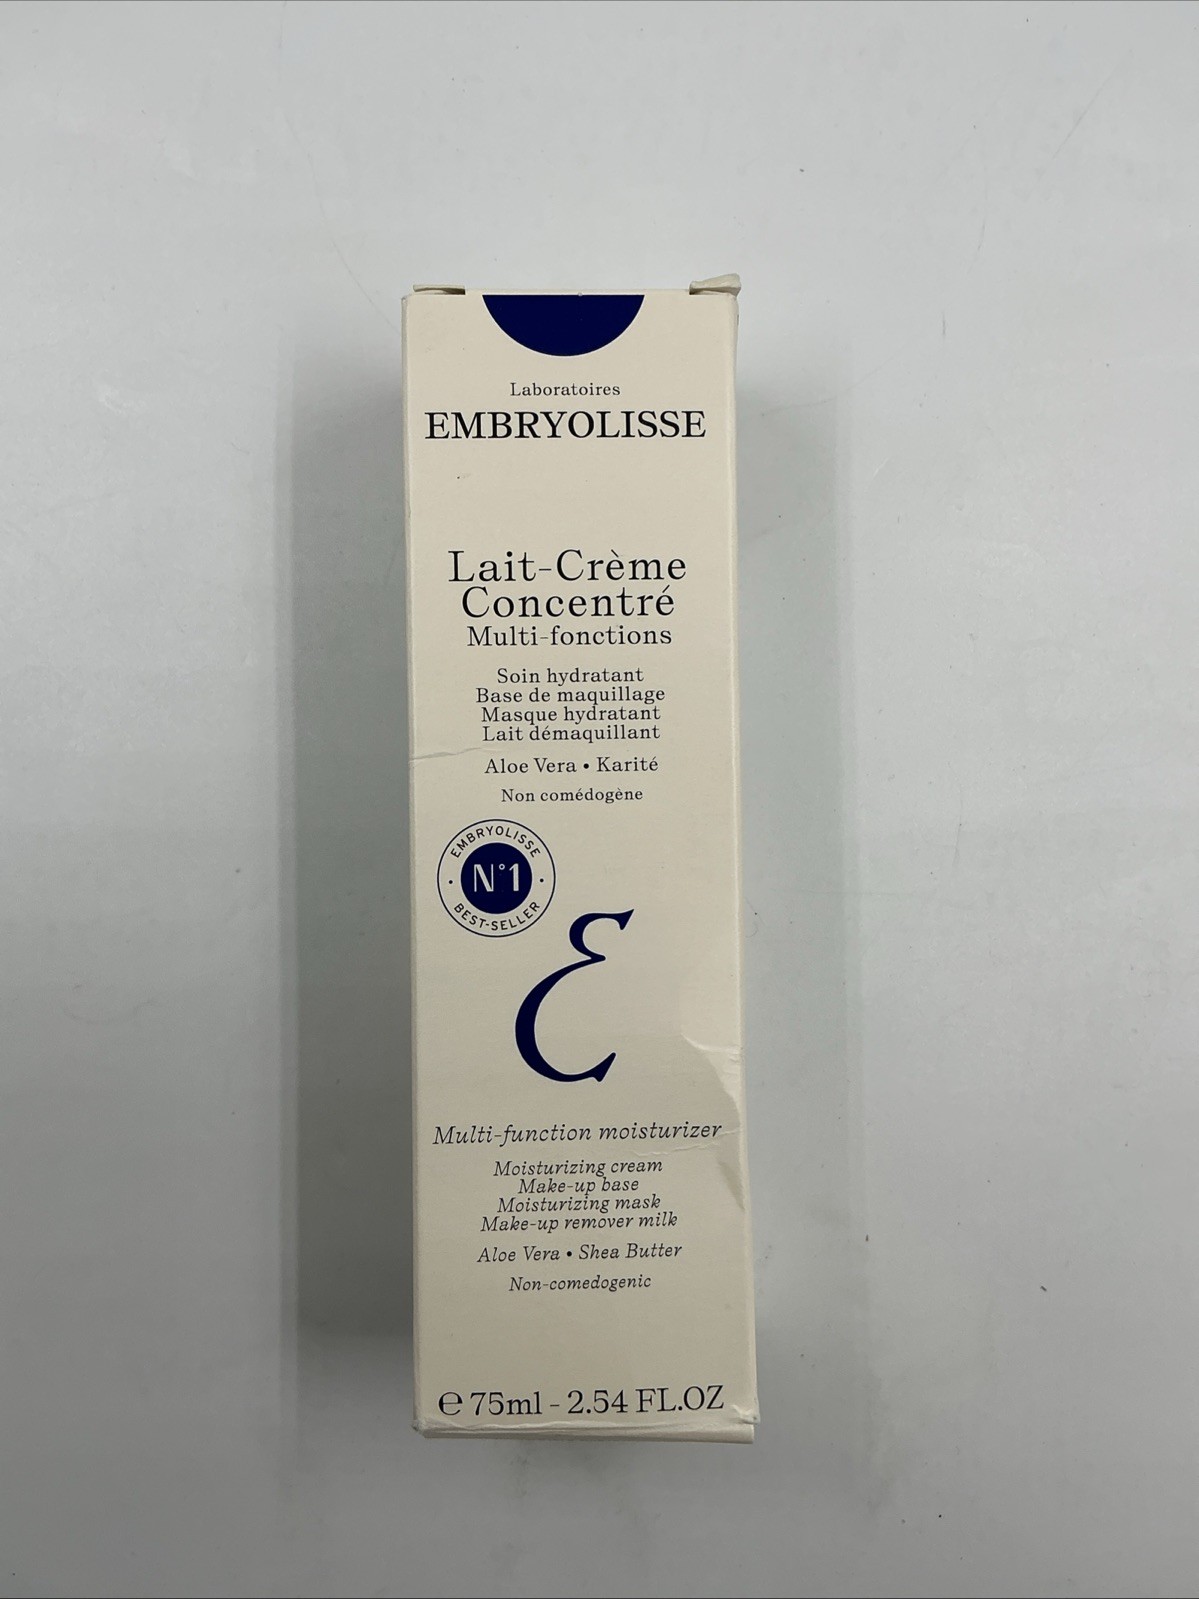 Laboratoires
EMBRYOLISSE
Lait-Crème
Concentré
Multi-fonctions
Soin hydratant
Base de maquillage
Masque hydratant
Lait démaquillant
Aloe Vera • Karité
Non comédogène
EMBRYOLISSE
N°1
BEST-SELLER
Multi-function moisturizer
Moisturizing cream
Make-up base
Moisturizing mask
Make-up remover milk
Aloe Vera • Shea Butter
Non-comedogenic
℮ 75ml - 2.54 FL.OZ